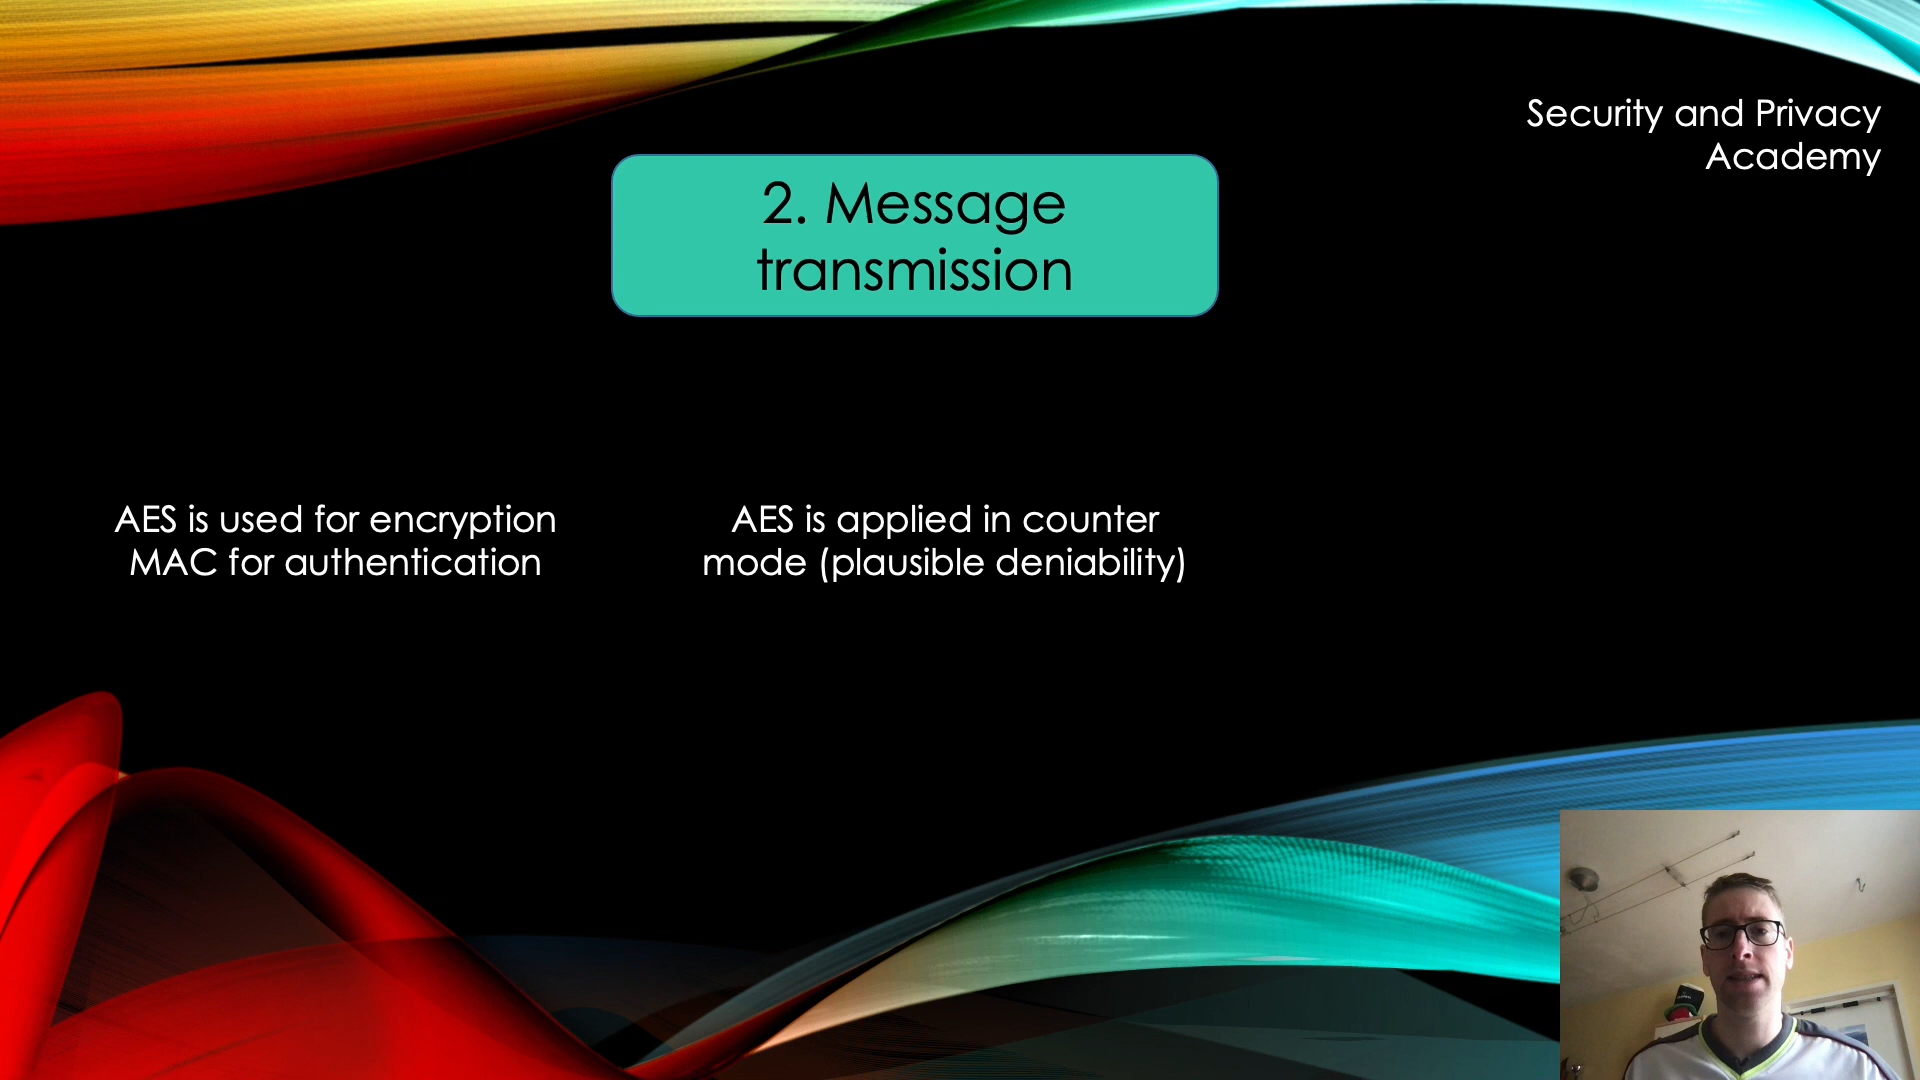 Security and Privacy
Academy
2. Message
transmission
AES is used for encryption
MAC for authentication
AES is applied in counter
mode (plausible deniability)